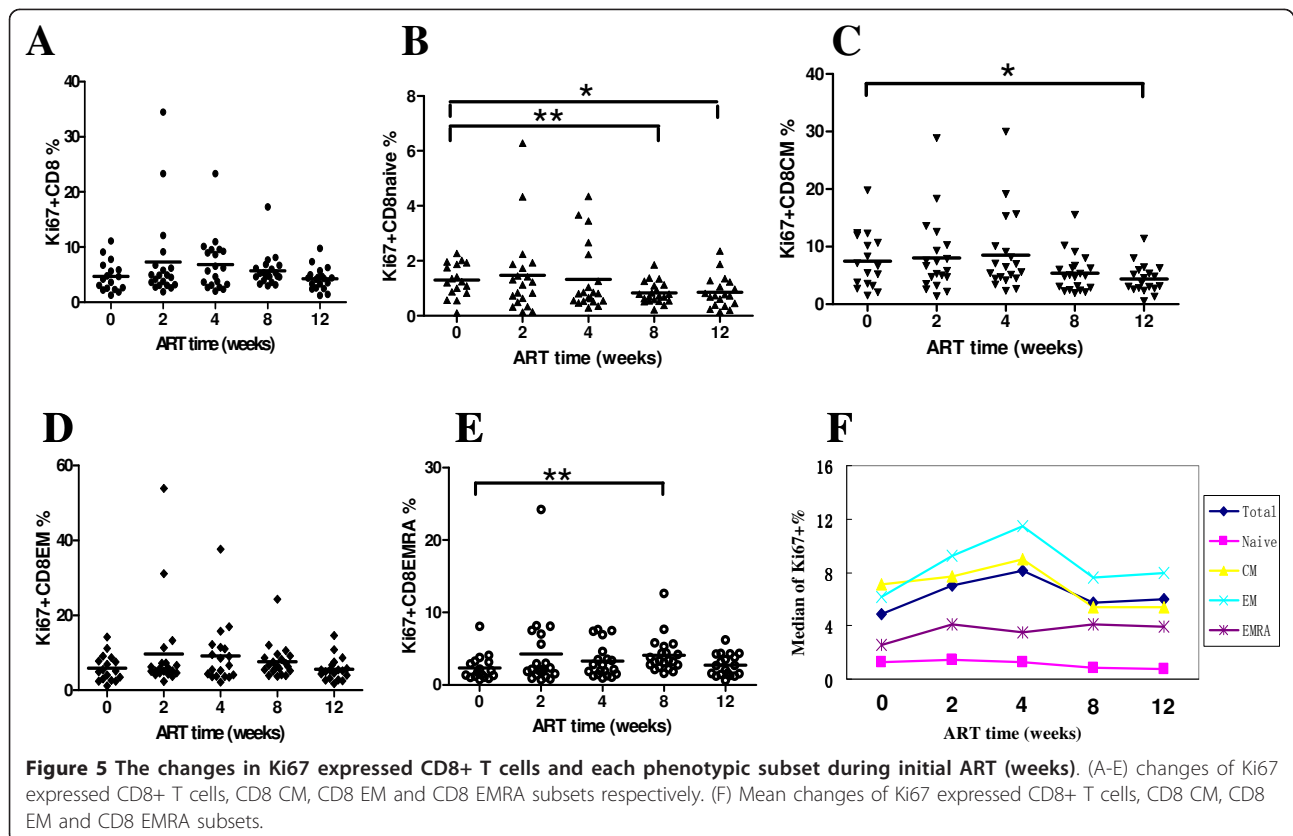 A
Ki67+CD8 %
40
30
20
10
0
0 2 4 8 12
ART time (weeks)
B
Ki67+CD8naive %
8
6
4
2
0
*
**
0 2 4 8 12
ART time (weeks)
C
Ki67+CD8CM %
40
30
20
10
0
*
0 2 4 8 12
ART time (weeks)
D
Ki67+CD8EM %
60
40
20
0
0 2 4 8 12
ART time (weeks)
E
Ki67+CD8EMRA %
30
20
10
0
**
0 2 4 8 12
ART time (weeks)
F
Median of Ki67+%
16
12
8
4
0
0 2 4 8 12
ART time (weeks)
Total
Naive
CM
EM
EMRA
Figure 5 The changes in Ki67 expressed CD8+ T cells and each phenotypic subset during initial ART (weeks). (A-E) changes of Ki67
expressed CD8+ T cells, CD8 CM, CD8 EM and CD8 EMRA subsets respectively. (F) Mean changes of Ki67 expressed CD8+ T cells, CD8 CM, CD8
EM and CD8 EMRA subsets.